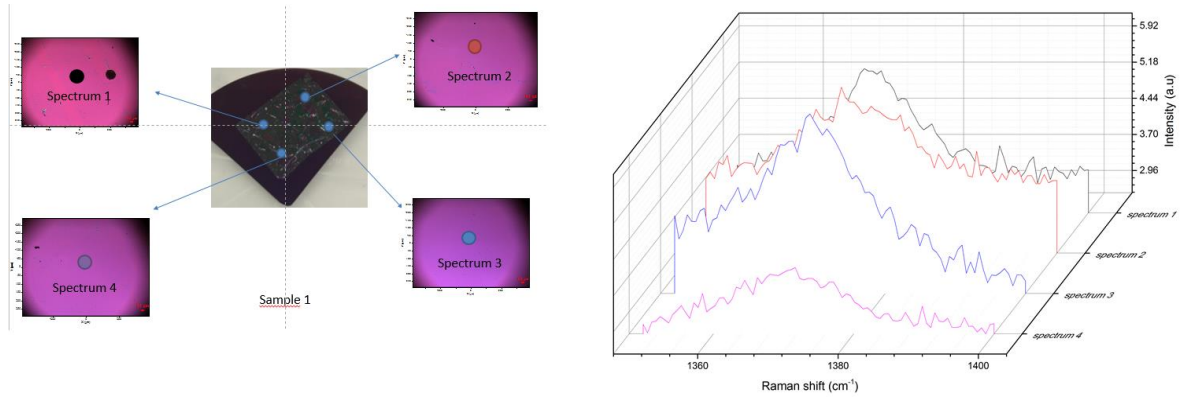 Spectrum 1
Spectrum 2
Spectrum 3
Spectrum 4
Sample 1
5.92
5.18
4.44
3.70
2.96
Intensity (a.u)
spectrum 1
spectrum 2
spectrum 3
spectrum 4
1360
1380
1400
Raman shift (cm⁻¹)